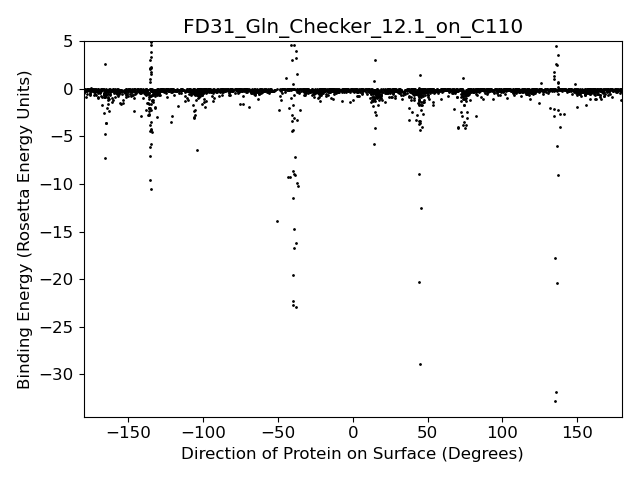 FD31_Gln_Checker_12.1_on_C110
5
0
−5
−10
−15
−20
−25
−30
Binding Energy (Rosetta Energy Units)
−150 −100 −50 0 50 100 150
Direction of Protein on Surface (Degrees)